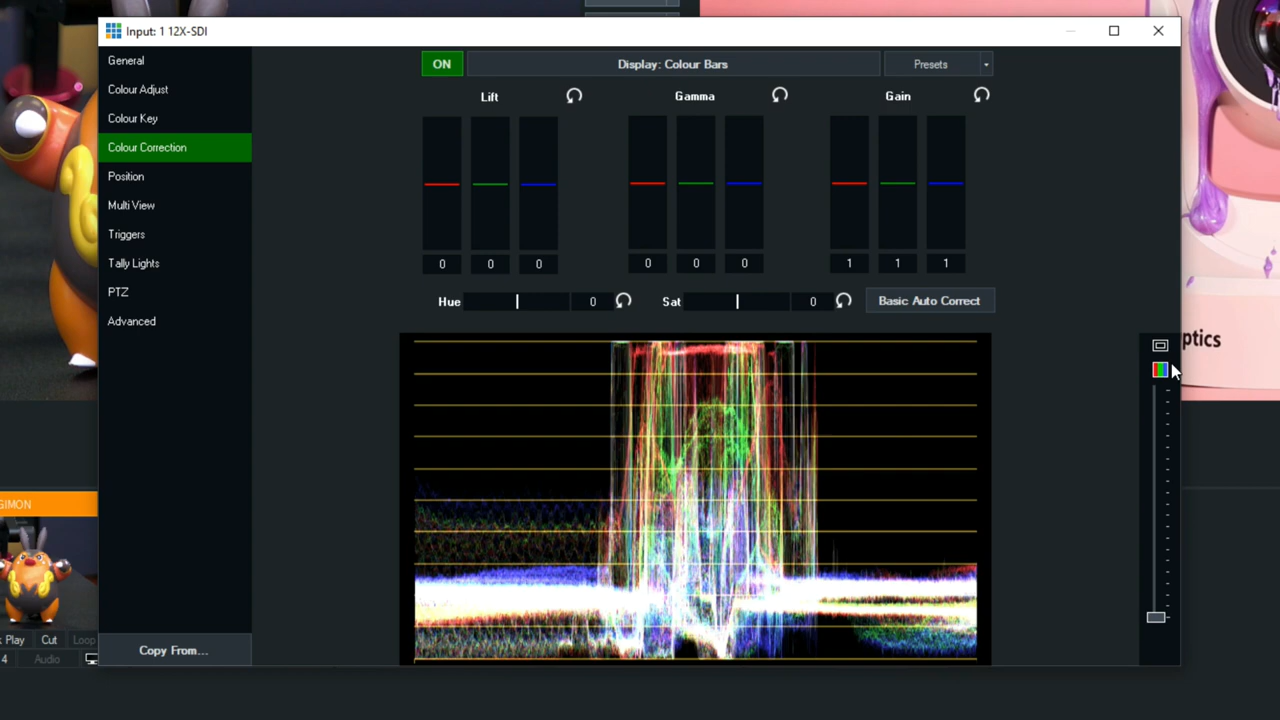 Input: 1 12X-SDI
General
Colour Adjust
Colour Key
Colour Correction
Position
Multi View
Triggers
Tally Lights
PTZ
Advanced
Copy From...
ON
Display: Colour Bars
Presets
Lift
Gamma
Gain
0 0 0
0 0 0
1 1 1
Hue 0
Sat 0
Basic Auto Correct
ptics
GIMON
k Play Cut Loop
4 Audio